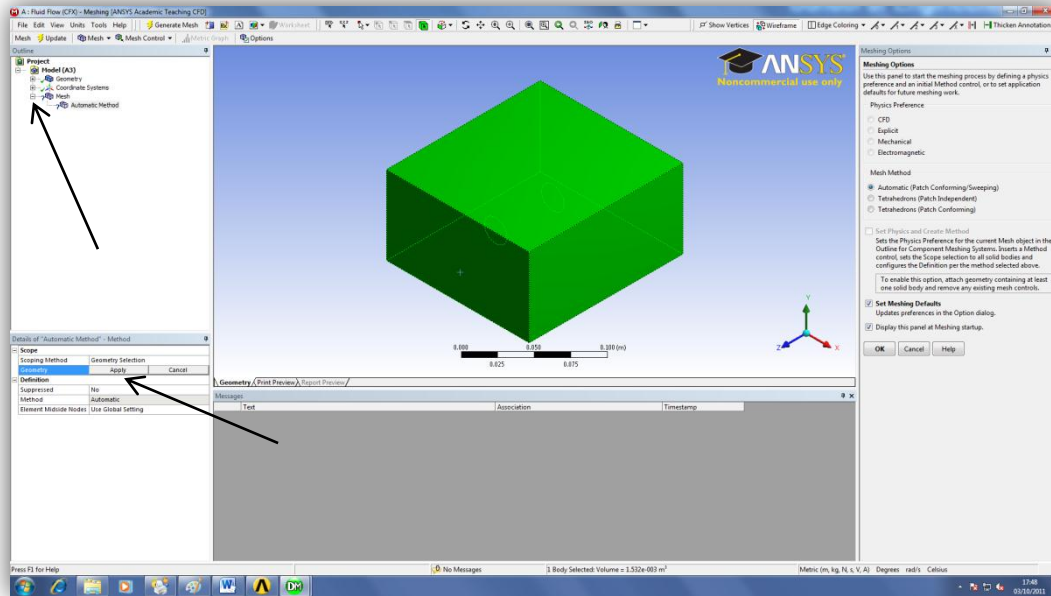 A : Fluid Flow (CFX) - Meshing [ANSYS Academic Teaching CFD]
File Edit View Units Tools Help Generate Mesh Worksheet Show Vertices Wireframe Edge Coloring Thicken Annotation
Mesh Update Mesh Mesh Control Metric Graph Options
Outline
Project
Model (A3)
Geometry
Coordinate Systems
Mesh
Automatic Method
Details of "Automatic Method" - Method
Scope
Scoping Method Geometry Selection
Geometry Apply Cancel
Definition
Suppressed No
Method Automatic
Element Midside Nodes Use Global Setting
ANSYS
Noncommercial use only
0.000 0.050 0.100 (m)
0.025 0.075
Y
Z X
Geometry Print Preview Report Preview
Messages
Text Association Timestamp
Meshing Options
Meshing Options
Use this panel to start the meshing process by defining a physics
preference and an initial Method control, or to set application
defaults for future meshing work.
Physics Preference
CFD
Explicit
Mechanical
Electromagnetic
Mesh Method
Automatic (Patch Conforming/Sweeping)
Tetrahedrons (Patch Independent)
Tetrahedrons (Patch Conforming)
Set Physics and Create Method
Sets the Physics Preference for the current Mesh object in the
Outline for Component Meshing Systems. Inserts a Method
control, sets the Scope selection to all solid bodies and
configures the Definition per the method selected above.
To enable this option, attach geometry containing at least
one solid body and remove any existing mesh controls.
Set Meshing Defaults
Updates preferences in the Option dialog.
Display this panel at Meshing startup.
OK Cancel Help
Press F1 for Help No Messages 1 Body Selected: Volume = 1.532e-003 m³ Metric (m, kg, N, s, V, A) Degrees rad/s Celsius
W DM
17:48
03/10/2011